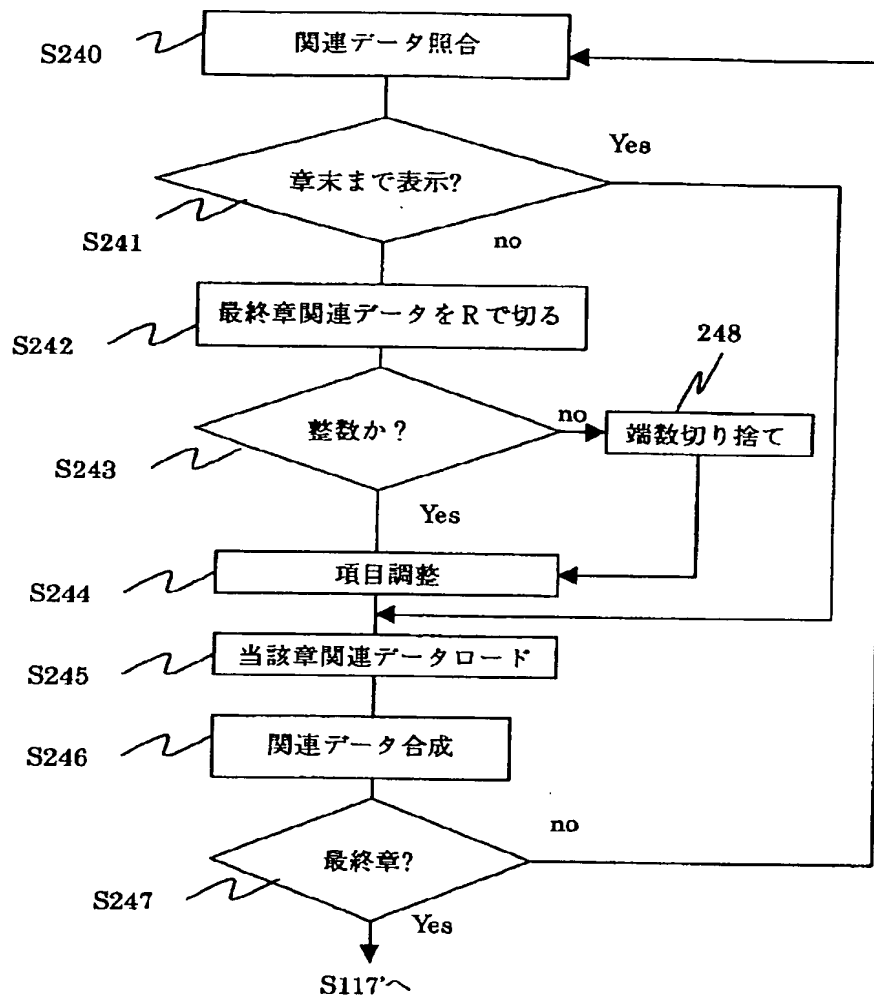 S240
関連データ照合
Yes
章末まで表示?
S241
no
最終章関連データをRで切る
S242
248
整数か?
no
端数切り捨て
S243
Yes
項目調整
S244
当該章関連データロード
S245
関連データ合成
S246
no
最終章?
S247
Yes
S117'へ